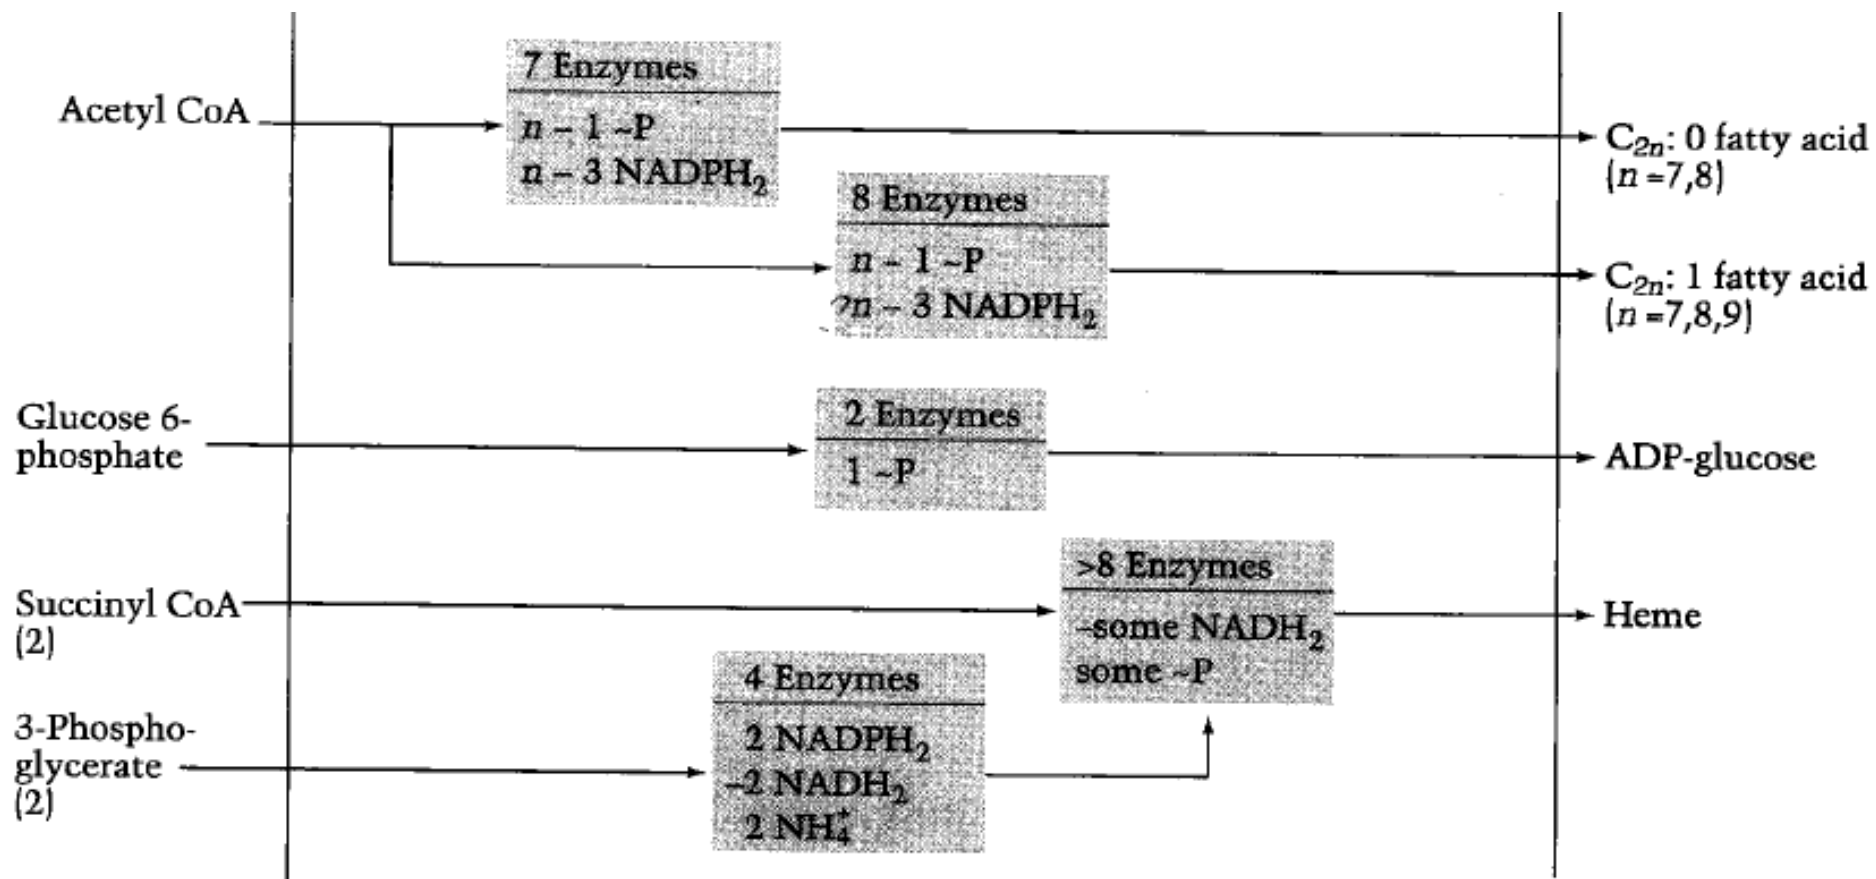 Acetyl CoA
7 Enzymes
n – 1 ~P
n – 3 NADPH₂
C₂ₙ: 0 fatty acid
(n =7,8)
8 Enzymes
n – 1 ~P
?n – 3 NADPH₂
C₂ₙ: 1 fatty acid
(n =7,8,9)
Glucose 6-
phosphate
2 Enzymes
1 ~P
ADP-glucose
Succinyl CoA
(2)
>8 Enzymes
–some NADH₂
some ~P
Heme
3-Phospho-
glycerate
(2)
4 Enzymes
2 NADPH₂
–2 NADH₂
2 NH₄⁺